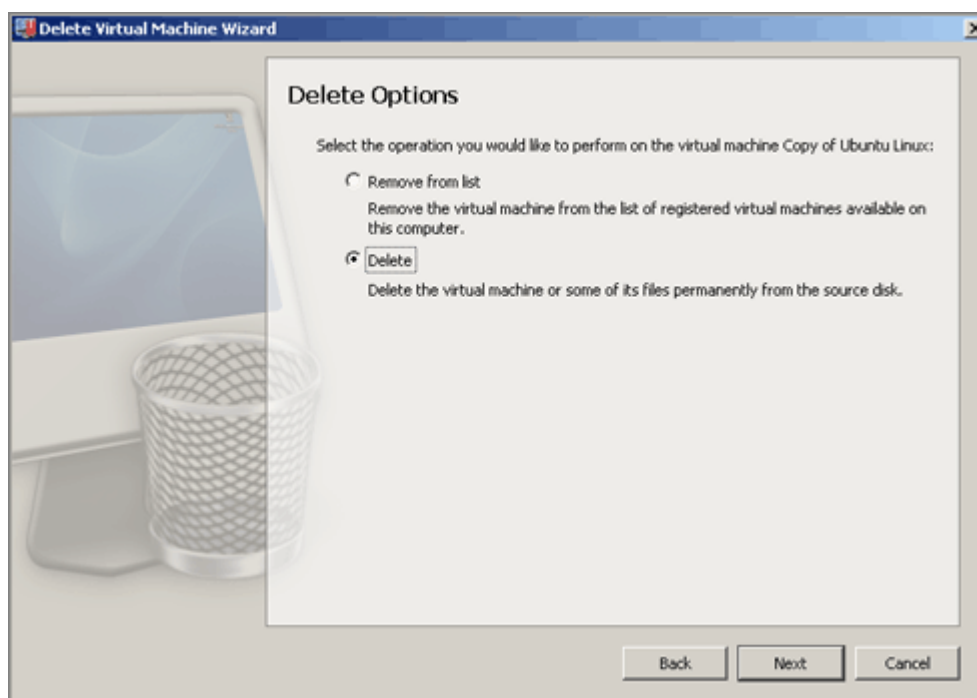 Delete Virtual Machine Wizard
Delete Options
Select the operation you would like to perform on the virtual machine Copy of Ubuntu Linux:
Remove from list
Remove the virtual machine from the list of registered virtual machines available on
this computer.
Delete
Delete the virtual machine or some of its files permanently from the source disk.
Back
Next
Cancel